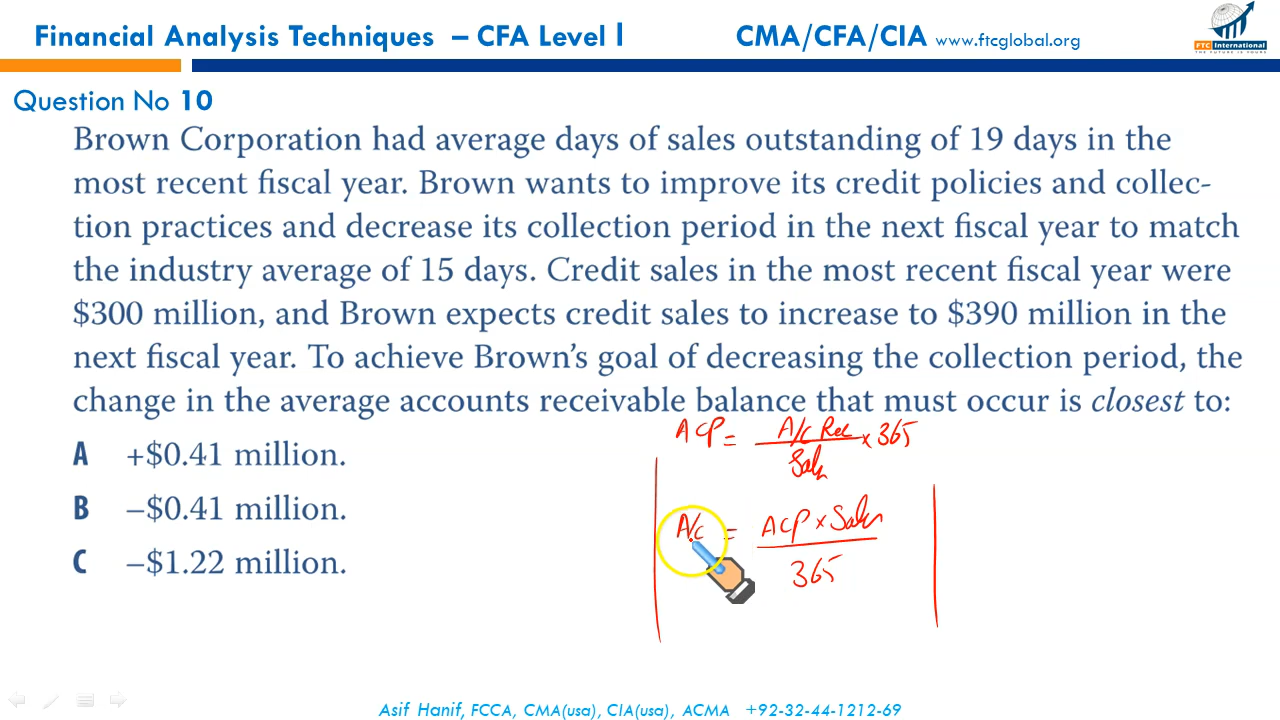 Financial Analysis Techniques – CFA Level I
CMA/CFA/CIA www.ftcglobal.org
FTC International
THE FUTURE IS YOURS
Question No 10
Brown Corporation had average days of sales outstanding of 19 days in the
most recent fiscal year. Brown wants to improve its credit policies and collec-
tion practices and decrease its collection period in the next fiscal year to match
the industry average of 15 days. Credit sales in the most recent fiscal year were
$300 million, and Brown expects credit sales to increase to $390 million in the
next fiscal year. To achieve Brown’s goal of decreasing the collection period, the
change in the average accounts receivable balance that must occur is closest to:
A +$0.41 million.
B –$0.41 million.
C –$1.22 million.
ACP = A/C Rec × 365
Sales
A/C = ACP × Sales
365
Asif Hanif, FCCA, CMA(usa), CIA(usa), ACMA +92-32-44-1212-69